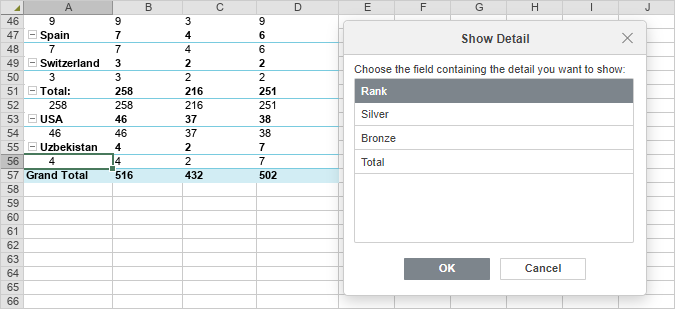 A B C D E F G H I J
46 9 9 3 9
47 Spain 7 4 6
48 7 7 4 6
49 Switzerland 3 2 2
50 3 3 2 2
51 Total: 258 216 251
52 258 258 216 251
53 USA 46 37 38
54 46 46 37 38
55 Uzbekistan 4 2 7
56 4 4 2 7
57 Grand Total 516 432 502
58
59
60
61
62
63
64
65
66
Show Detail
Choose the field containing the detail you want to show:
Rank
Silver
Bronze
Total
OK Cancel